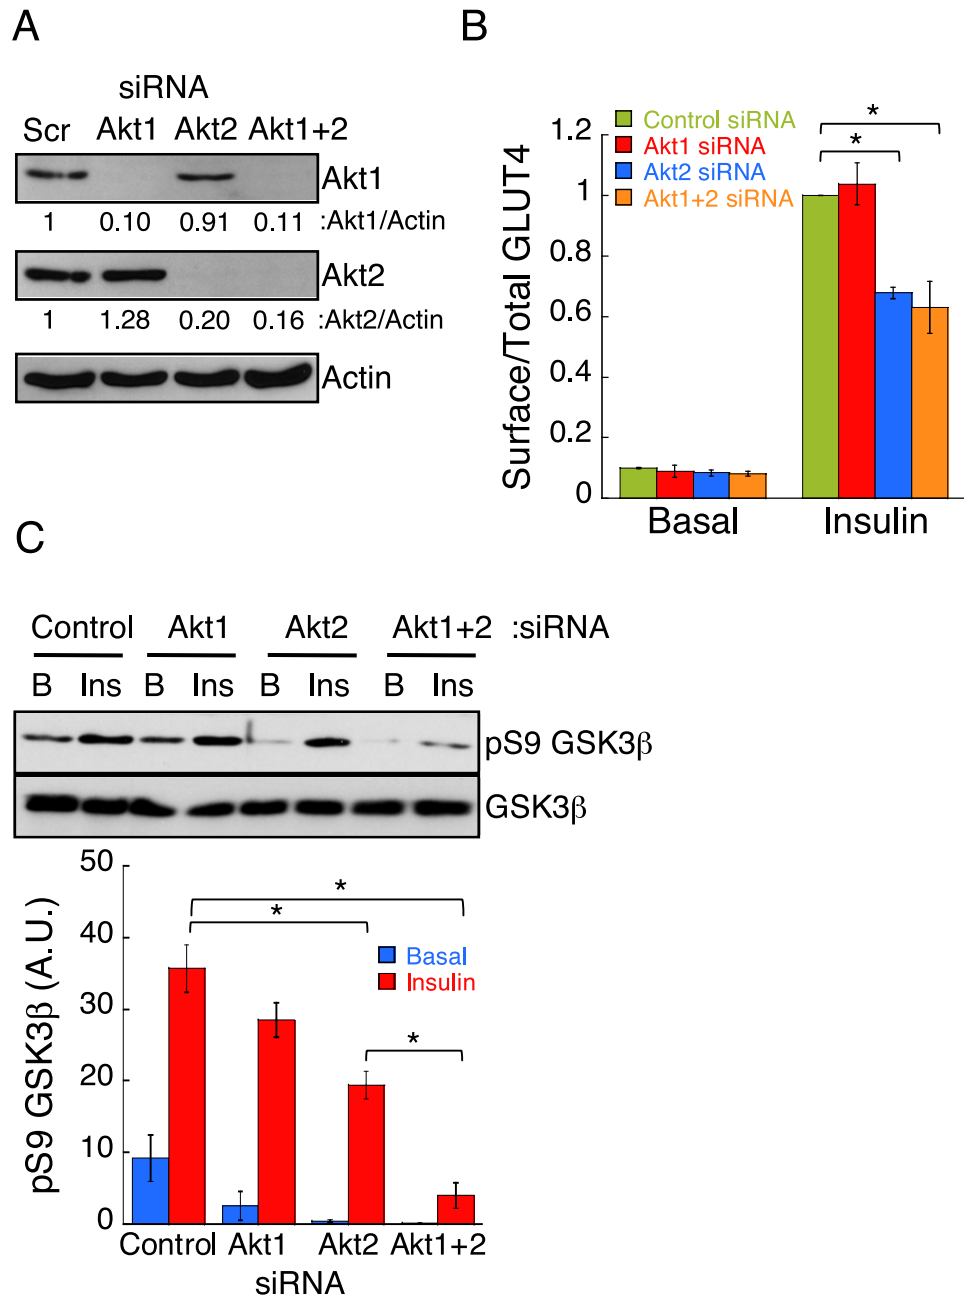 A
siRNA
Scr Akt1 Akt2 Akt1+2
Akt1
1 0.10 0.91 0.11 :Akt1/Actin
Akt2
1 1.28 0.20 0.16 :Akt2/Actin
Actin
B
Control siRNA
Akt1 siRNA
Akt2 siRNA
Akt1+2 siRNA
* 
*
Surface/Total GLUT4
1.2
1
0.8
0.6
0.4
0.2
0
Basal Insulin
C
Control Akt1 Akt2 Akt1+2 :siRNA
B Ins B Ins B Ins B Ins
pS9 GSK3β
GSK3β
pS9 GSK3β (A.U.)
50
40
30
20
10
0
*
*
*
Basal
Insulin
Control Akt1 Akt2 Akt1+2
siRNA